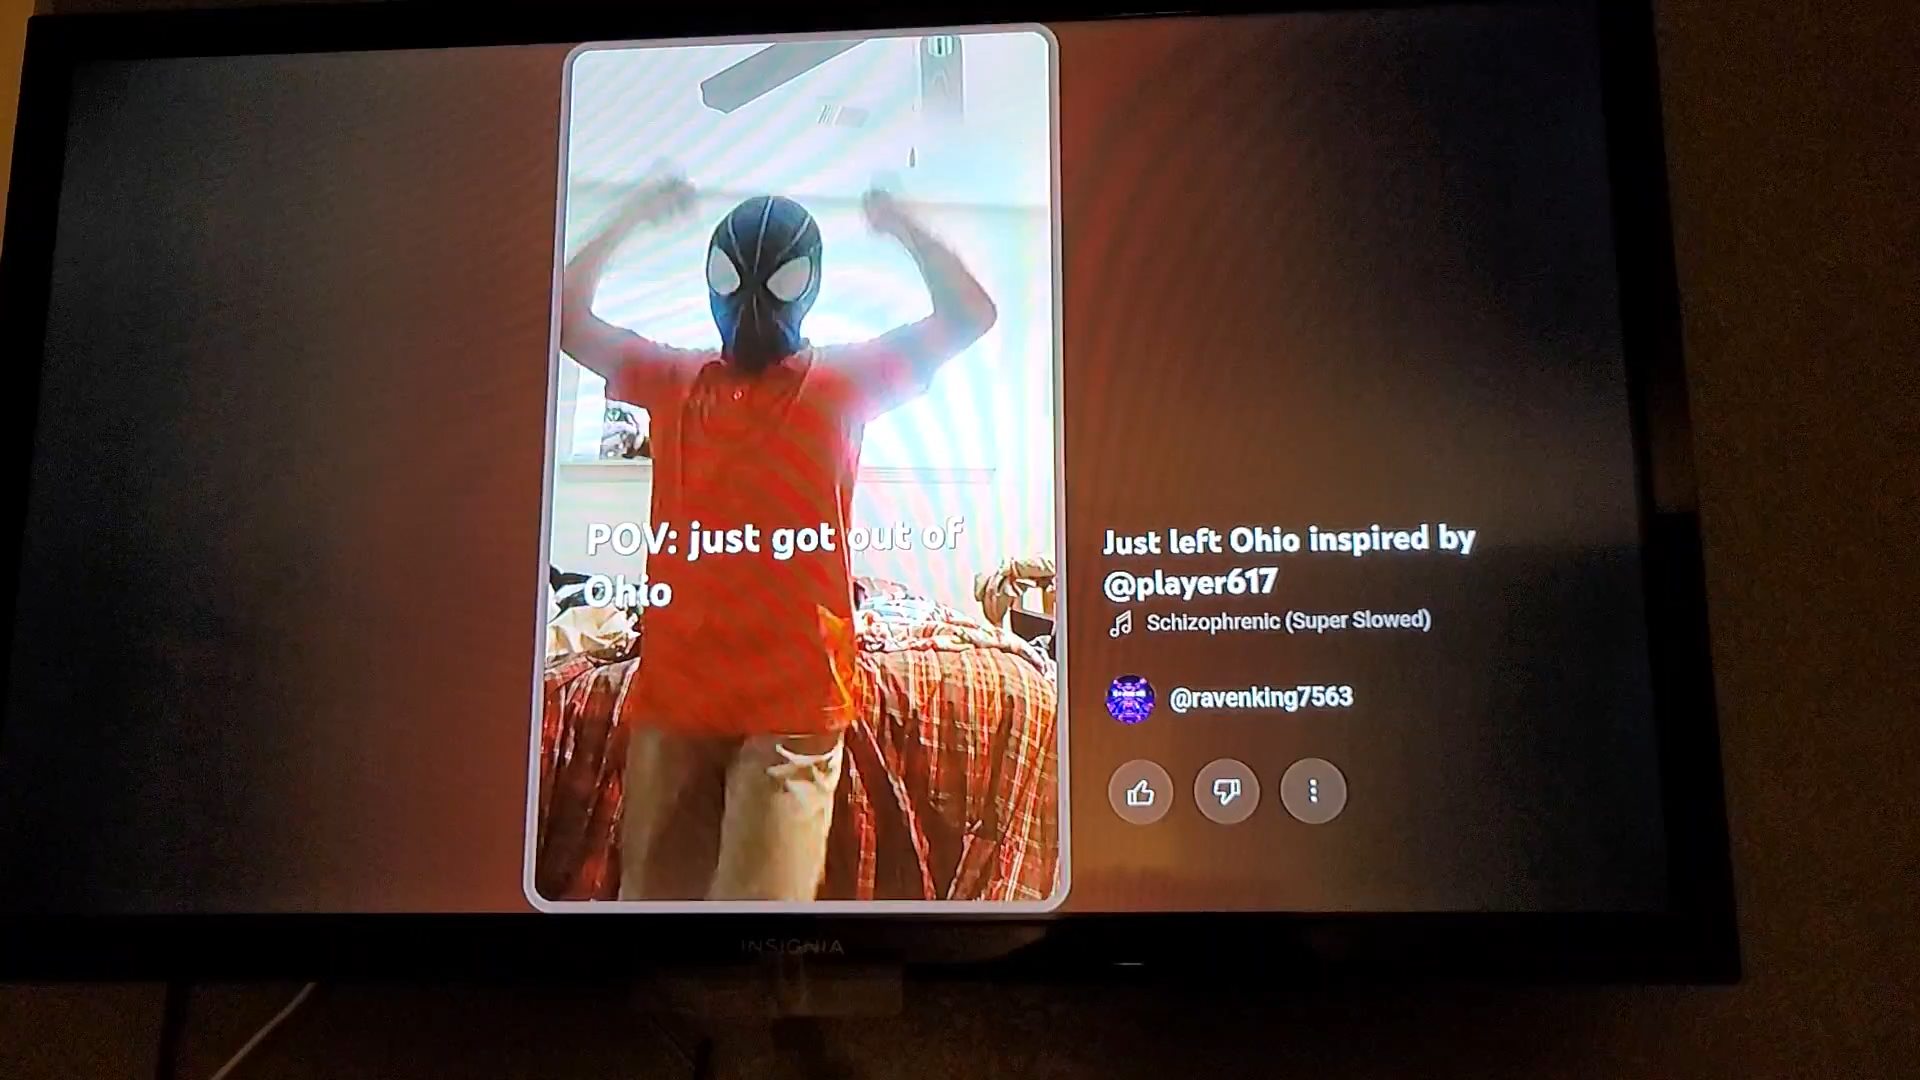 POV: just got out of
Ohio
Just left Ohio inspired by
@player617
Schizophrenic (Super Slowed)
@ravenking7563
INSIGNIA